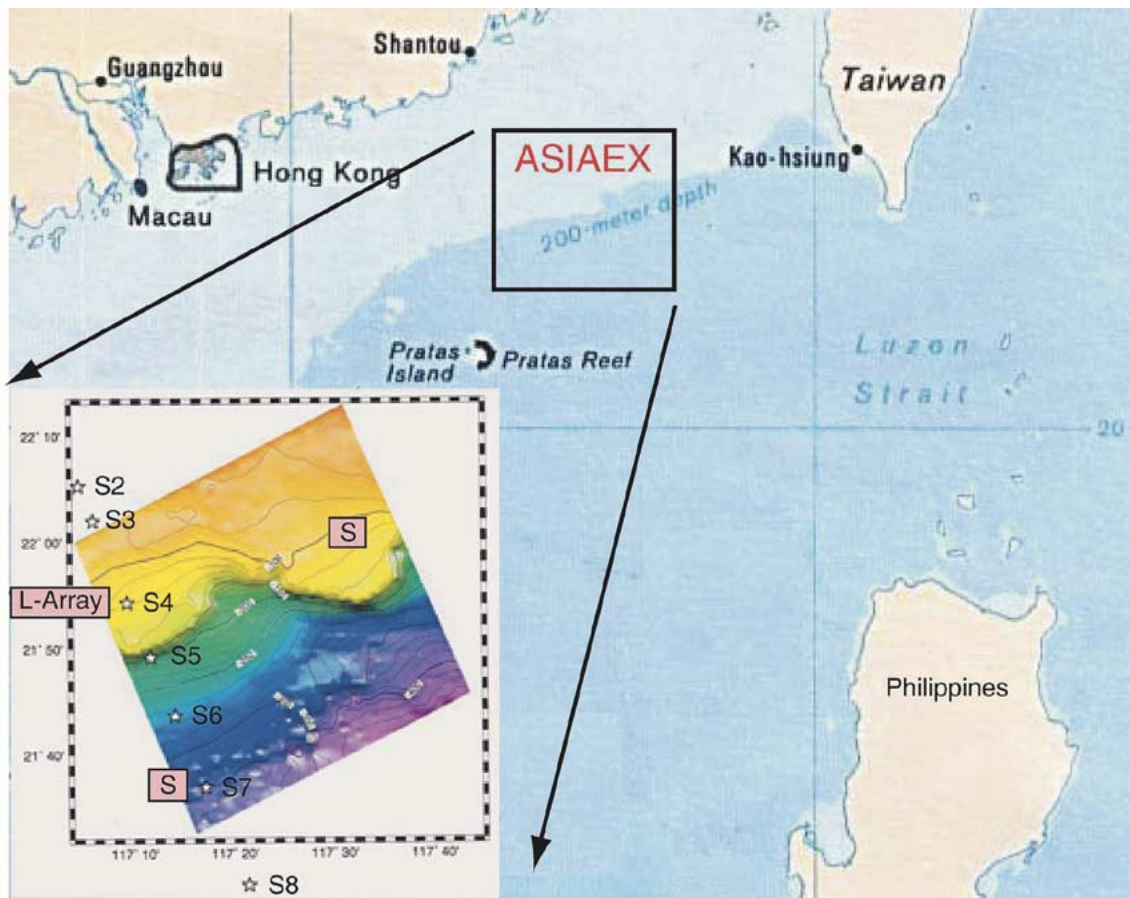 Shantou
Guangzhou
Taiwan
ASIAEX
Kao-hsiung
Hong Kong
Macau
200-meter depth
Pratas
Island
Pratas Reef
Luzon
Strait
20
Philippines
22° 10'
S2
S3
22° 00'
S
L-Array
S4
21° 50'
S5
S6
21° 40'
S
S7
117° 10'
117° 20'
117° 30'
117° 40'
S8